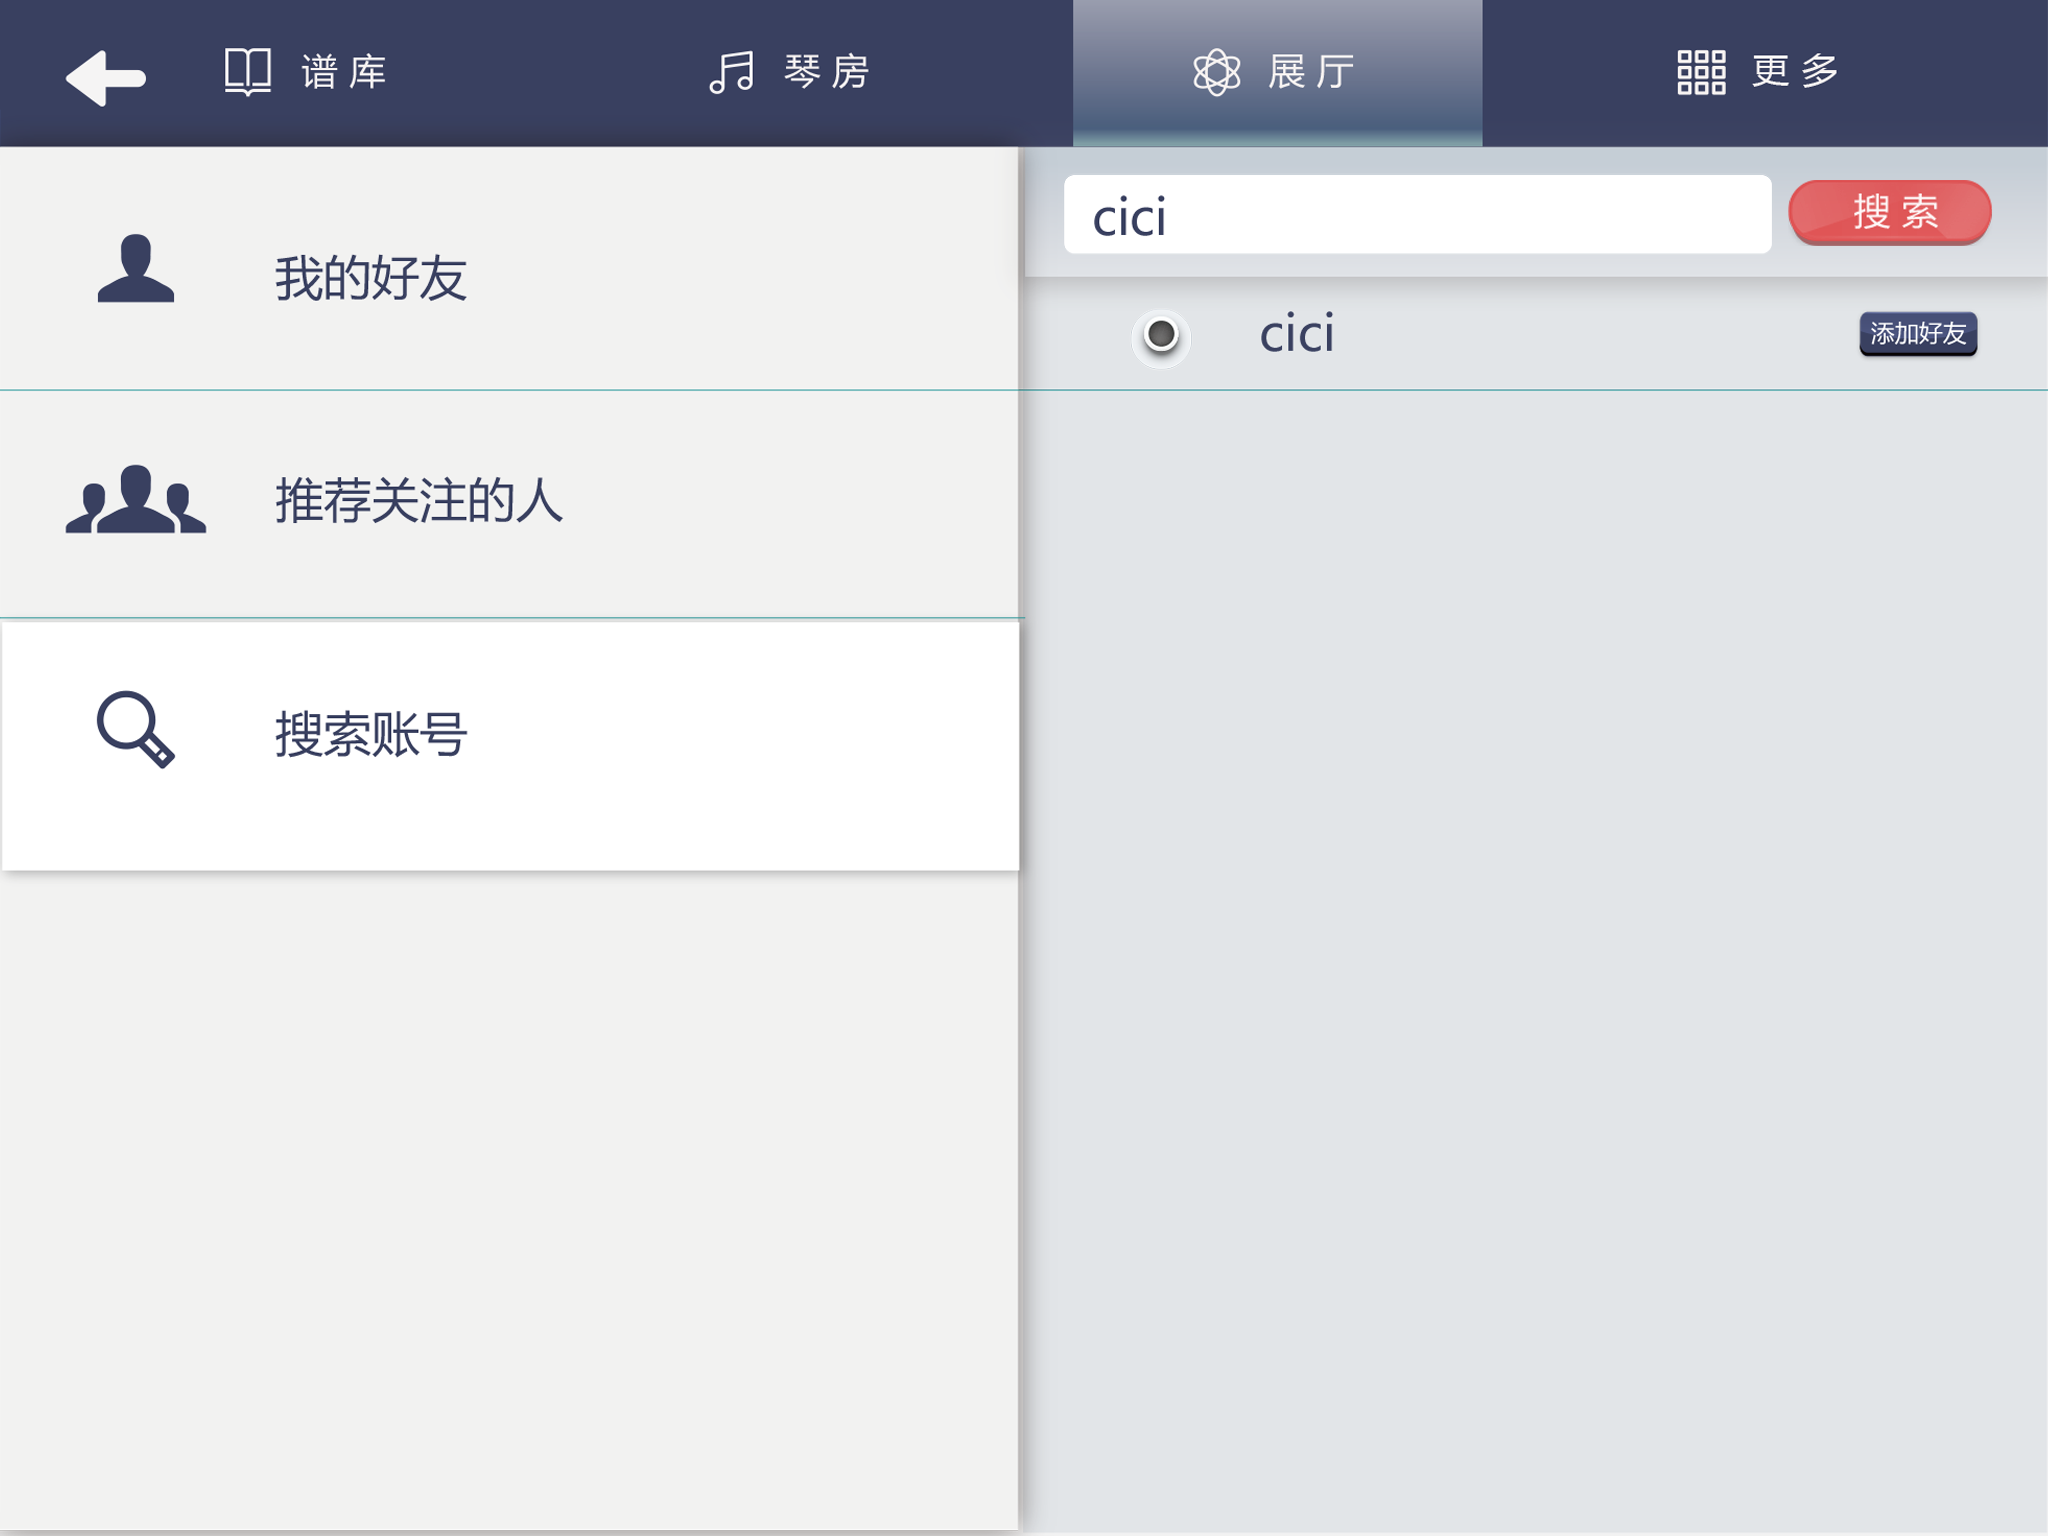 谱库 琴房 展厅 更多
cici 搜索
我的好友
cici 添加好友
推荐关注的人
搜索账号